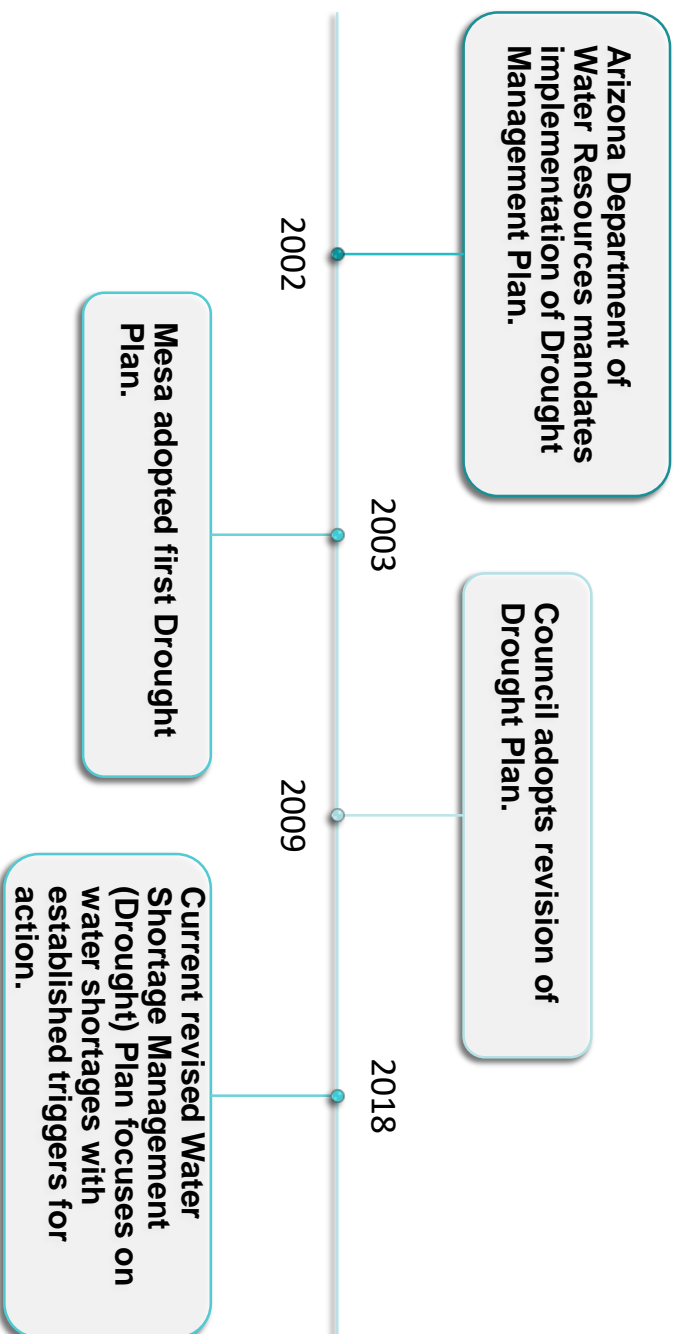 Arizona Department of
Water Resources mandates
implementation of Drought
Management Plan.
2002
2003
Mesa adopted first Drought
Plan.
Council adopts revision of
Drought Plan.
2009
2018
Current revised Water
Shortage Management
(Drought) Plan focuses on
water shortages with
established triggers for
action.